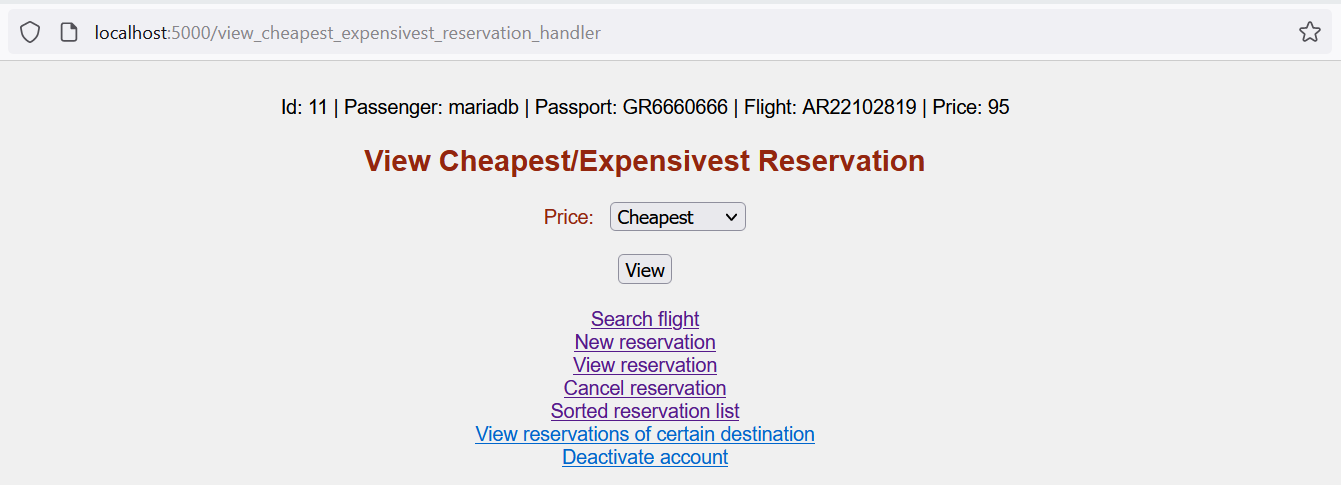 localhost:5000/view_cheapest_expensivest_reservation_handler
Id: 11 | Passenger: mariadb | Passport: GR6660666 | Flight: AR22102819 | Price: 95
View Cheapest/Expensivest Reservation
Price: Cheapest
View
Search flight
New reservation
View reservation
Cancel reservation
Sorted reservation list
View reservations of certain destination
Deactivate account